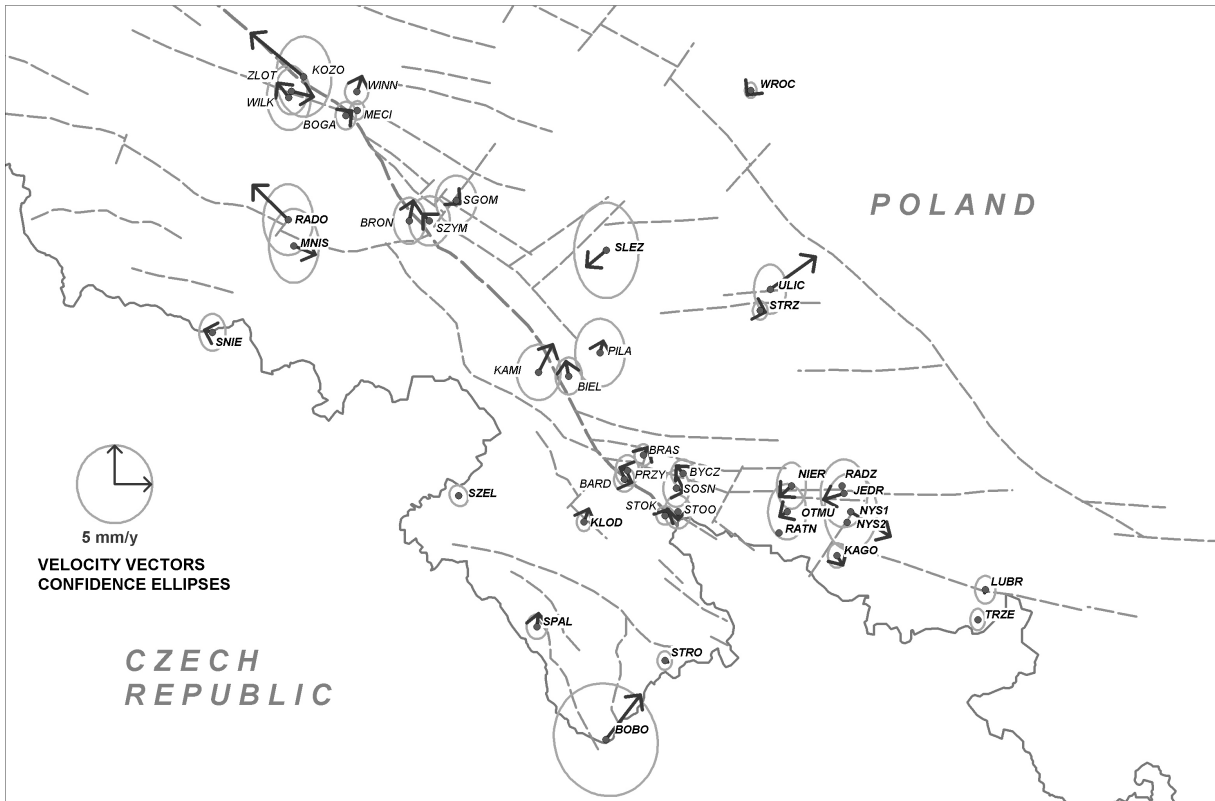 KOZO
ZLOT
WINN
WILK
WROC
MECI
BOGA
SGOM
POLAND
RADO
BRON
SZYM
MNIS
SLEZ
ULIC
STRZ
SNIE
PILA
KAMI
BIEL
BRAS
PRZY
BYCZ
NIER
RADZ
BARD
SOSN
JEDR
SZEL
STOK
STOO
OTMU
NYS1
KLOD
NYS2
RATN
5 mm/y
KAGO
VELOCITY VECTORS
CONFIDENCE ELLIPSES
LUBR
SPAL
TRZE
STRO
CZECH
REPUBLIC
BOBO